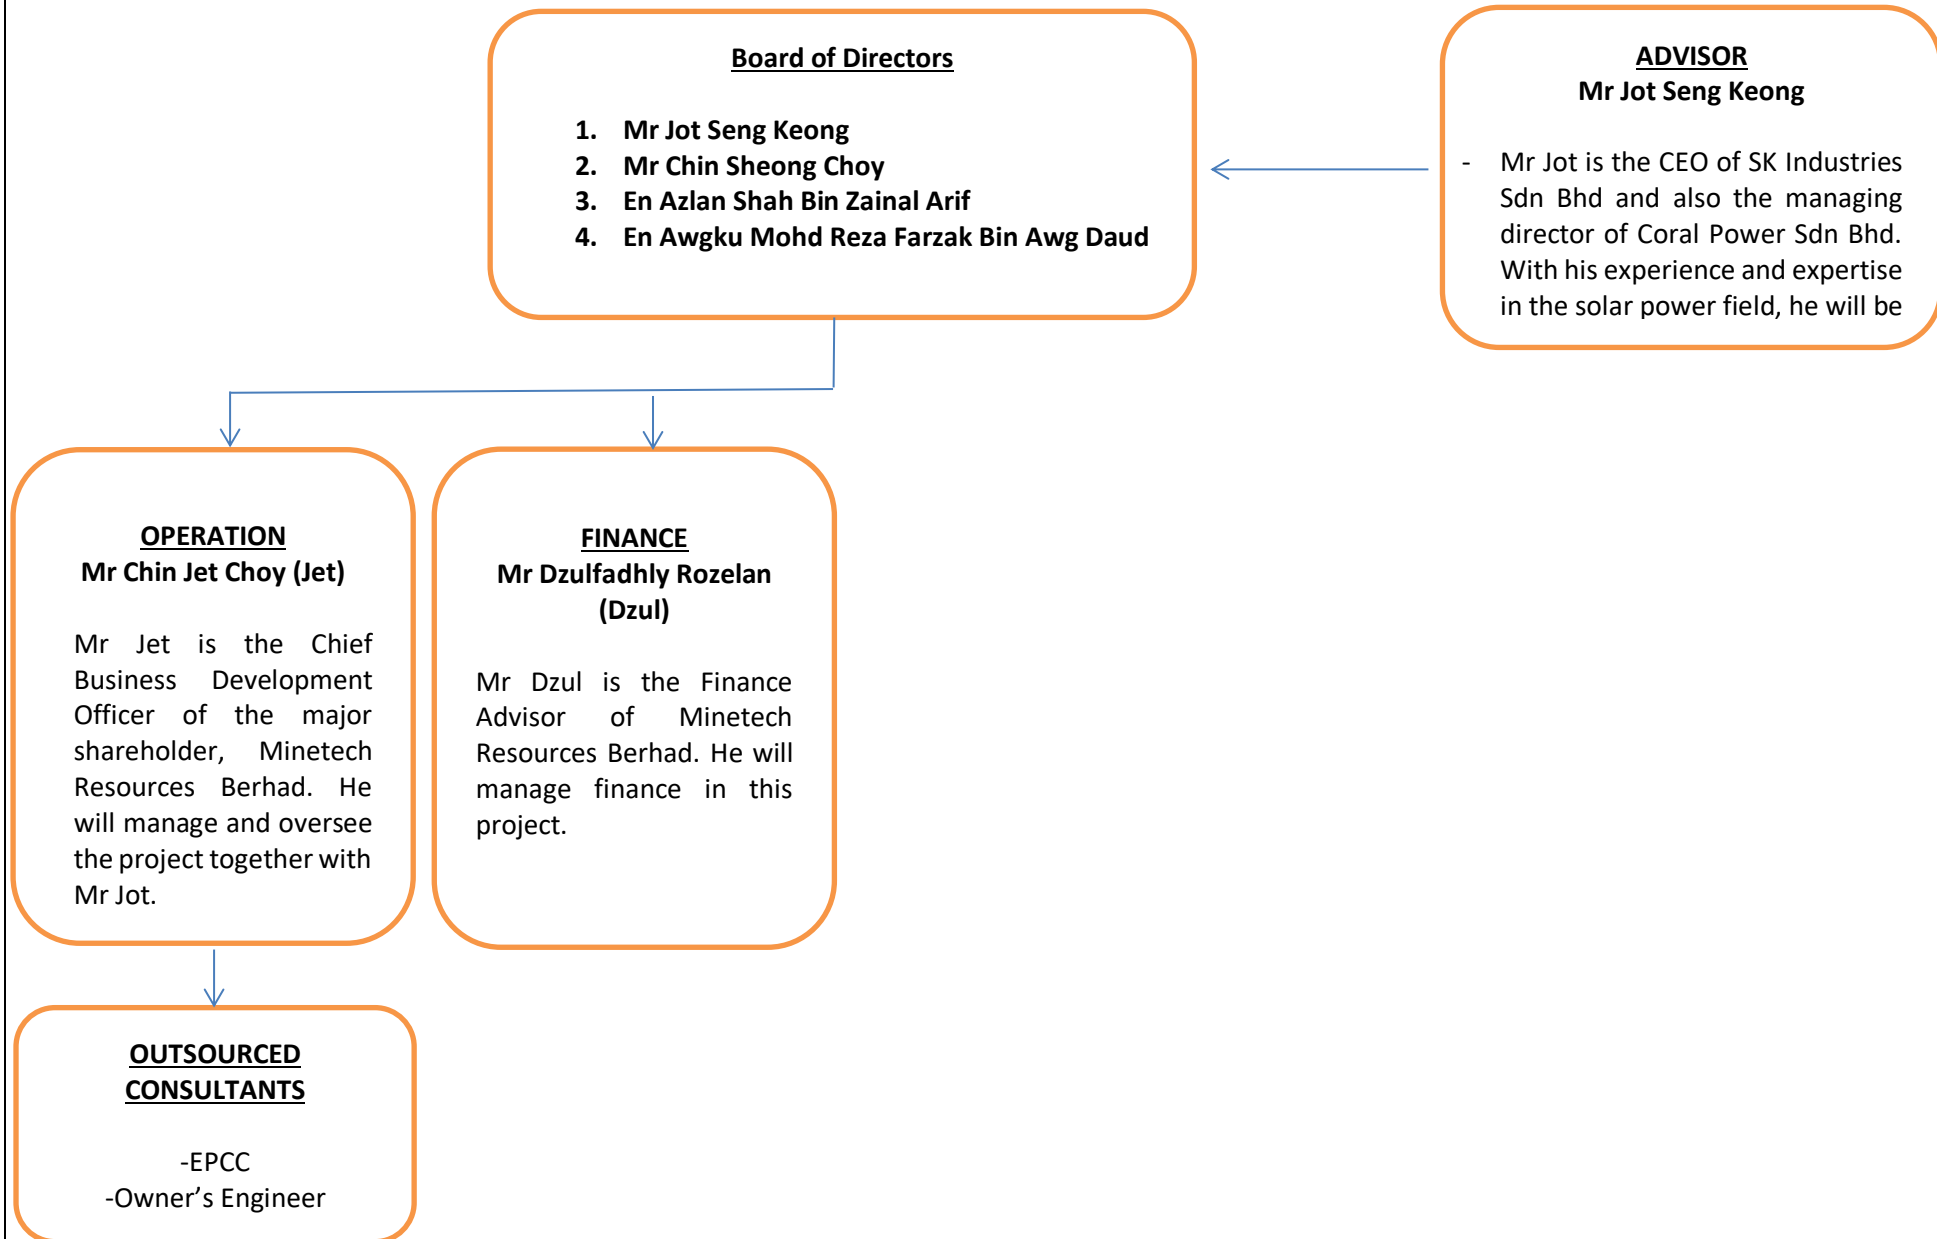 Board of Directors
1. Mr Jot Seng Keong
2. Mr Chin Sheong Choy
3. En Azlan Shah Bin Zainal Arif
4. En Awgku Mohd Reza Farzak Bin Awg Daud
ADVISOR
Mr Jot Seng Keong
- Mr Jot is the CEO of SK Industries
Sdn Bhd and also the managing
director of Coral Power Sdn Bhd.
With his experience and expertise
in the solar power field, he will be
OPERATION
Mr Chin Jet Choy (Jet)
Mr Jet is the Chief
Business Development
Officer of the major
shareholder, Minetech
Resources Berhad. He
will manage and oversee
the project together with
Mr Jot.
FINANCE
Mr Dzulfadhly Rozelan
(Dzul)
Mr Dzul is the Finance
Advisor of Minetech
Resources Berhad. He will
manage finance in this
project.
OUTSOURCED
CONSULTANTS
-EPCC
-Owner’s Engineer